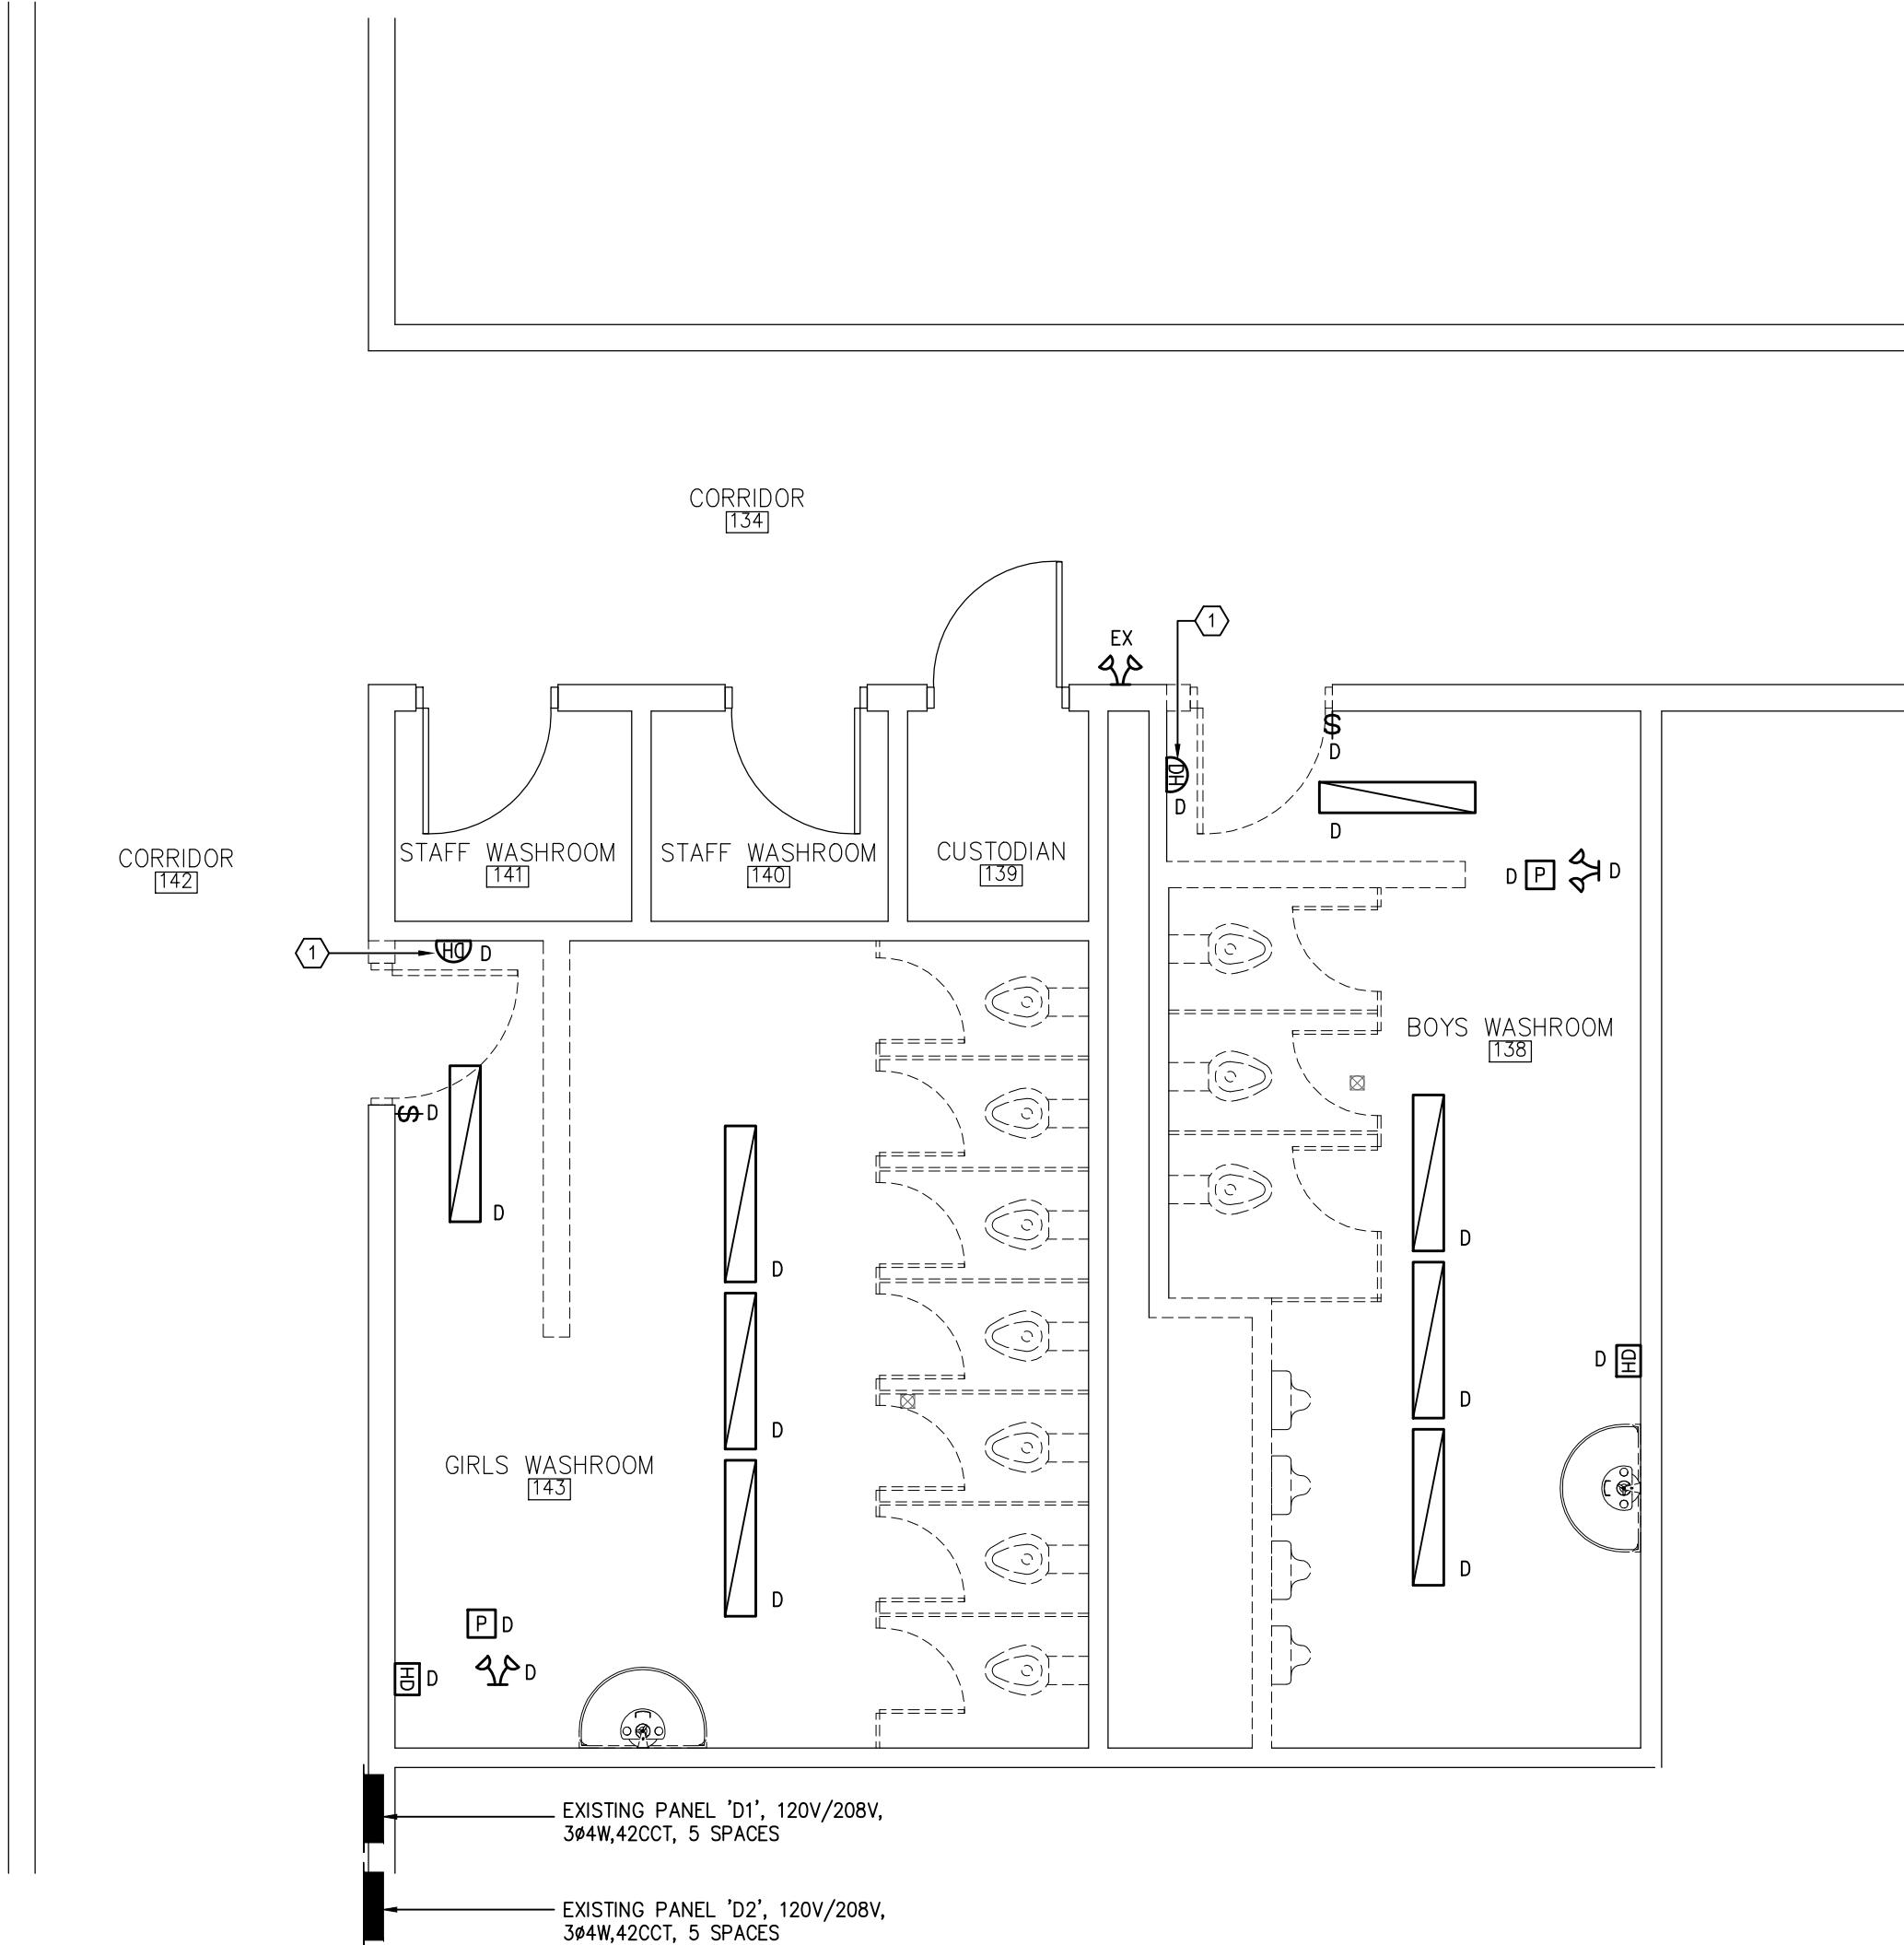 CORRIDOR
134
EX
1
$
D
DH
D
D
STAFF WASHROOM
141
STAFF WASHROOM
140
CUSTODIAN
139
CORRIDOR
142
D P D
1
DH D
BOYS WASHROOM
138
$ D
D
D
D
D
D
D HD
GIRLS WASHROOM
143
D
D
P D
HD D
D
EXISTING PANEL 'D1', 120V/208V,
3ø4W,42CCT, 5 SPACES
EXISTING PANEL 'D2', 120V/208V,
3ø4W,42CCT, 5 SPACES